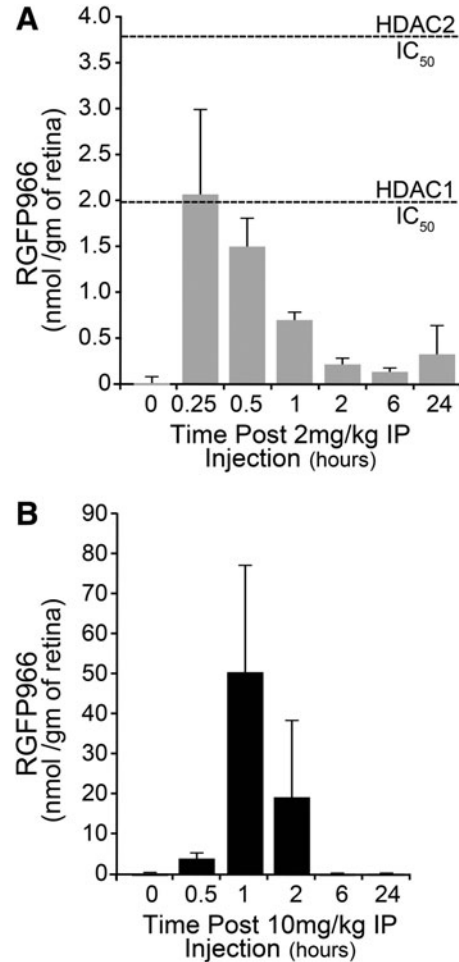 A
4.0
3.5
3.0
2.5
2.0
1.5
1.0
0.5
0
RGFP966
(nmol /gm of retina)
HDAC2
IC50
HDAC1
IC50
0 0.25 0.5 1 2 6 24
Time Post 2mg/kg IP
Injection (hours)
B
90
80
70
60
50
40
30
20
10
0
RGFP966
(nmol /gm of retina)
0 0.5 1 2 6 24
Time Post 10mg/kg IP
Injection (hours)